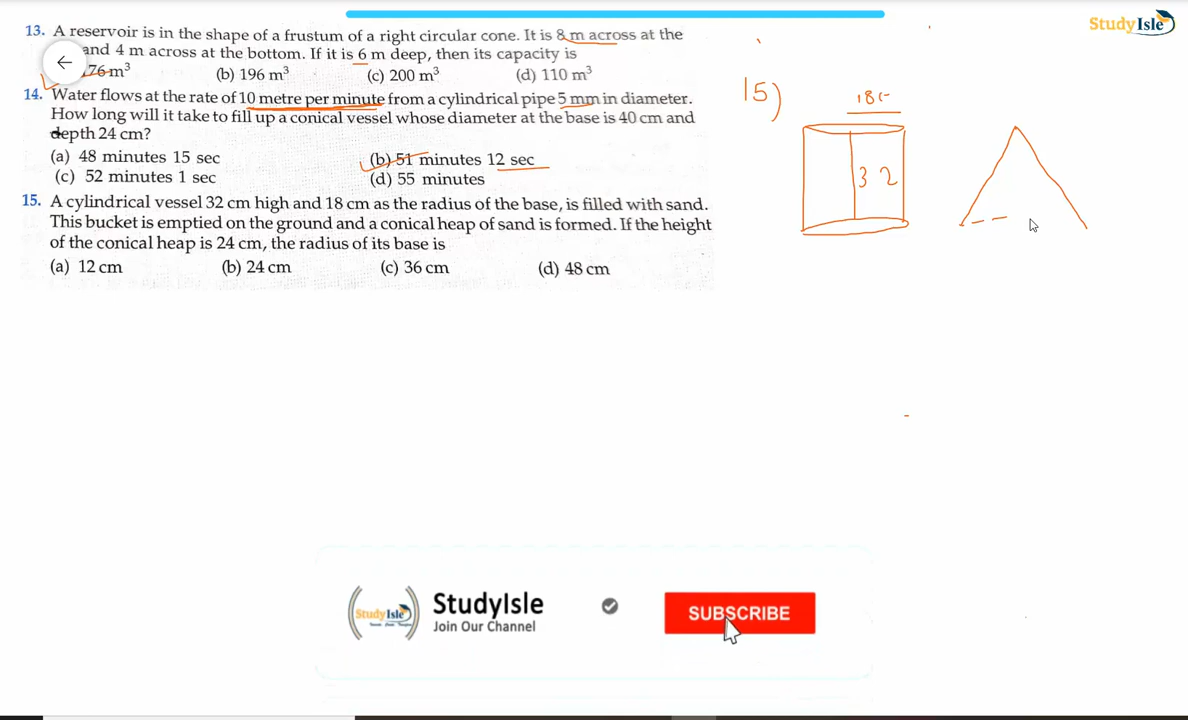 Study Isle
13. A reservoir is in the shape of a frustum of a right circular cone. It is 8 m across at the
and 4 m across at the bottom. If it is 6 m deep, then its capacity is
76 m³ (b) 196 m³ (c) 200 m³ (d) 110 m³
14. Water flows at the rate of 10 metre per minute from a cylindrical pipe 5 mm in diameter.
How long will it take to fill up a conical vessel whose diameter at the base is 40 cm and
depth 24 cm?
(a) 48 minutes 15 sec (b) 51 minutes 12 sec
(c) 52 minutes 1 sec (d) 55 minutes
15. A cylindrical vessel 32 cm high and 18 cm as the radius of the base, is filled with sand.
This bucket is emptied on the ground and a conical heap of sand is formed. If the height
of the conical heap is 24 cm, the radius of its base is
(a) 12 cm (b) 24 cm (c) 36 cm (d) 48 cm
15)
32
Study Isle
StudyIsle
Join Our Channel
SUBSCRIBE